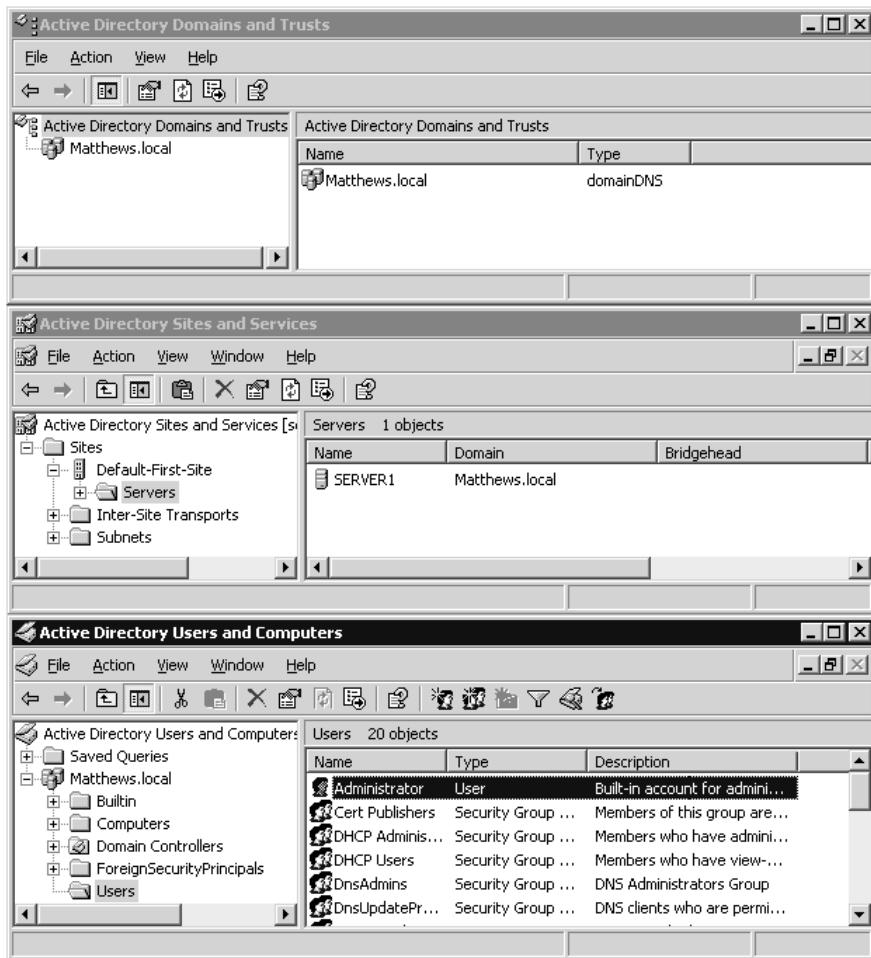 Active Directory Domains and Trusts
File Action View Help
Active Directory Domains and Trusts
Matthews.local
Active Directory Domains and Trusts
Name Type
Matthews.local domainDNS
Active Directory Sites and Services
File Action View Window Help
Active Directory Sites and Services [s
Sites
Default-First-Site
Servers
Inter-Site Transports
Subnets
Servers 1 objects
Name Domain Bridgehead
SERVER1 Matthews.local
Active Directory Users and Computers
File Action View Window Help
Active Directory Users and Computers
Saved Queries
Matthews.local
Builtin
Computers
Domain Controllers
ForeignSecurityPrincipals
Users
Users 20 objects
Name Type Description
Administrator User Built-in account for admini...
Cert Publishers Security Group ... Members of this group are...
DHCP Adminis... Security Group ... Members who have admini...
DHCP Users Security Group ... Members who have view-...
DnsAdmins Security Group ... DNS Administrators Group
DnsUpdatePr... Security Group ... DNS clients who are permi...